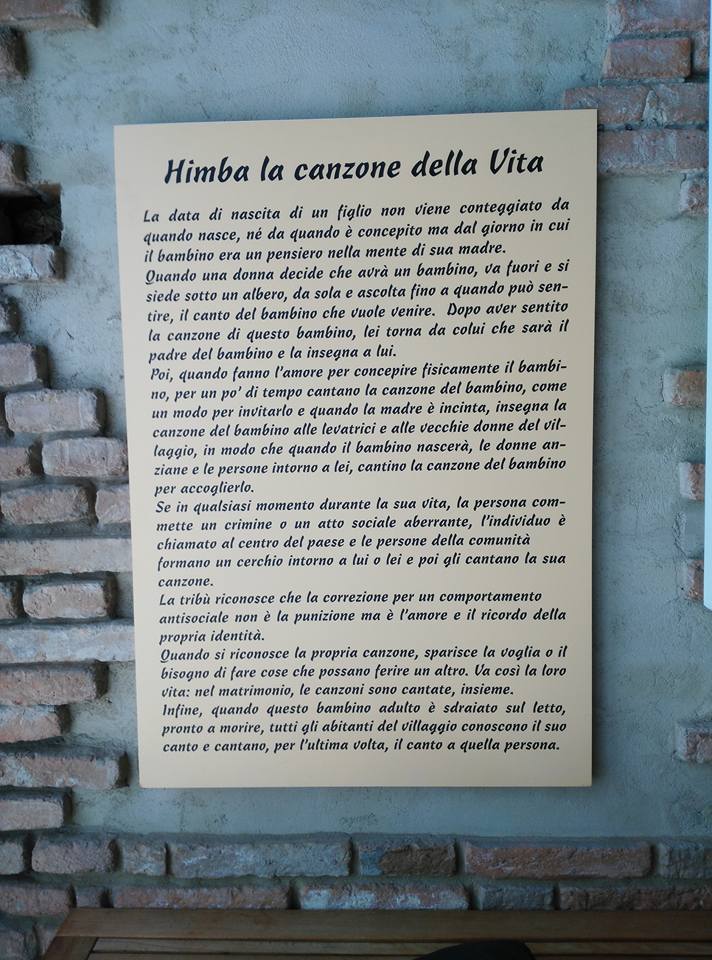 Himba la canzone della Vita
La data di nascita di un figlio non viene conteggiato da
quando nasce, né da quando è concepito ma dal giorno in cui
il bambino era un pensiero nella mente di sua madre.
Quando una donna decide che avrà un bambino, va fuori e si
siede sotto un albero, da sola e ascolta fino a quando può sen-
tire, il canto del bambino che vuole venire. Dopo aver sentito
la canzone di questo bambino, lei torna da colui che sarà il
padre del bambino e la insegna a lui.
Poi, quando fanno l'amore per concepire fisicamente il bambi-
no, per un po' di tempo cantano la canzone del bambino, come
un modo per invitarlo e quando la madre è incinta, insegna la
canzone del bambino alle levatrici e alle vecchie donne del vil-
laggio, in modo che quando il bambino nascerà, le donne an-
ziane e le persone intorno a lei, cantino la canzone del bambino
per accoglierlo.
Se in qualsiasi momento durante la sua vita, la persona com-
mette un crimine o un atto sociale aberrante, l'individuo è
chiamato al centro del paese e le persone della comunità
formano un cerchio intorno a lui o lei e poi gli cantano la sua
canzone.
La tribù riconosce che la correzione per un comportamento
antisociale non è la punizione ma è l'amore e il ricordo della
propria identità.
Quando si riconosce la propria canzone, sparisce la voglia o il
bisogno di fare cose che possano ferire un altro. Va così la loro
vita: nel matrimonio, le canzoni sono cantate, insieme.
Infine, quando questo bambino adulto è sdraiato sul letto,
pronto a morire, tutti gli abitanti del villaggio conoscono il suo
canto e cantano, per l'ultima volta, il canto a quella persona.